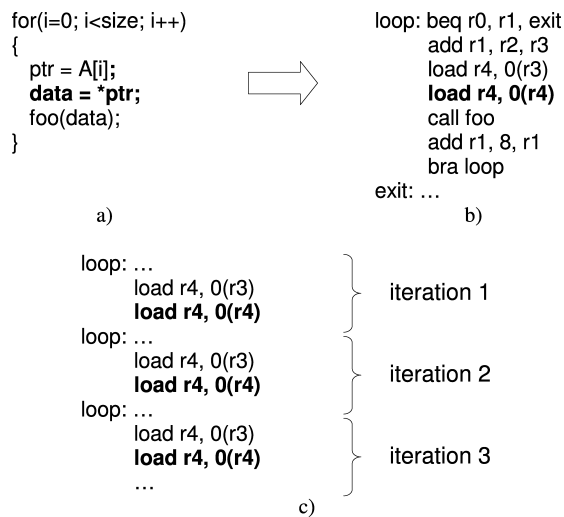 for(i=0; i<size; i++)
{
ptr = A[i];
data = *ptr;
foo(data);
}
a)
loop: beq r0, r1, exit
add r1, r2, r3
load r4, 0(r3)
load r4, 0(r4)
call foo
add r1, 8, r1
bra loop
exit: …
b)
loop: …
load r4, 0(r3)
load r4, 0(r4)
iteration 1
loop: …
load r4, 0(r3)
load r4, 0(r4)
iteration 2
loop: …
load r4, 0(r3)
load r4, 0(r4)
…
iteration 3
c)